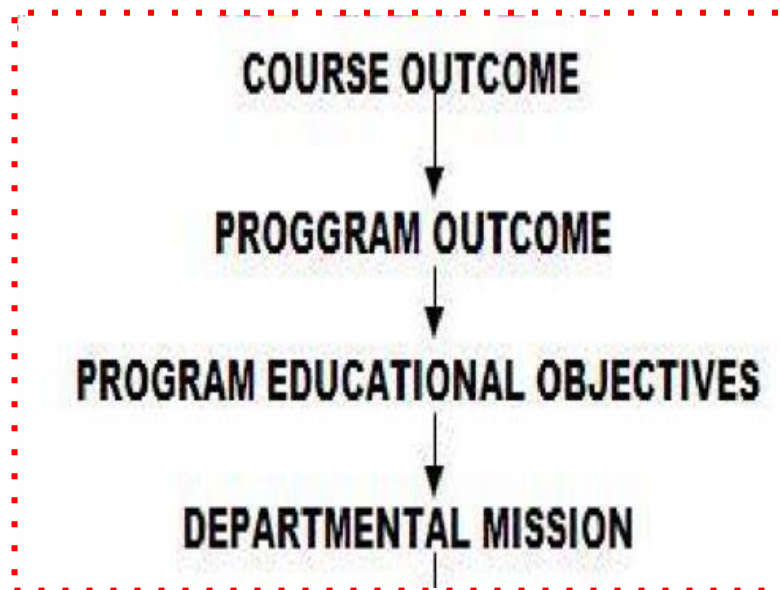 COURSE OUTCOME
PROGGRAM OUTCOME
PROGRAM EDUCATIONAL OBJECTIVES
DEPARTMENTAL MISSION